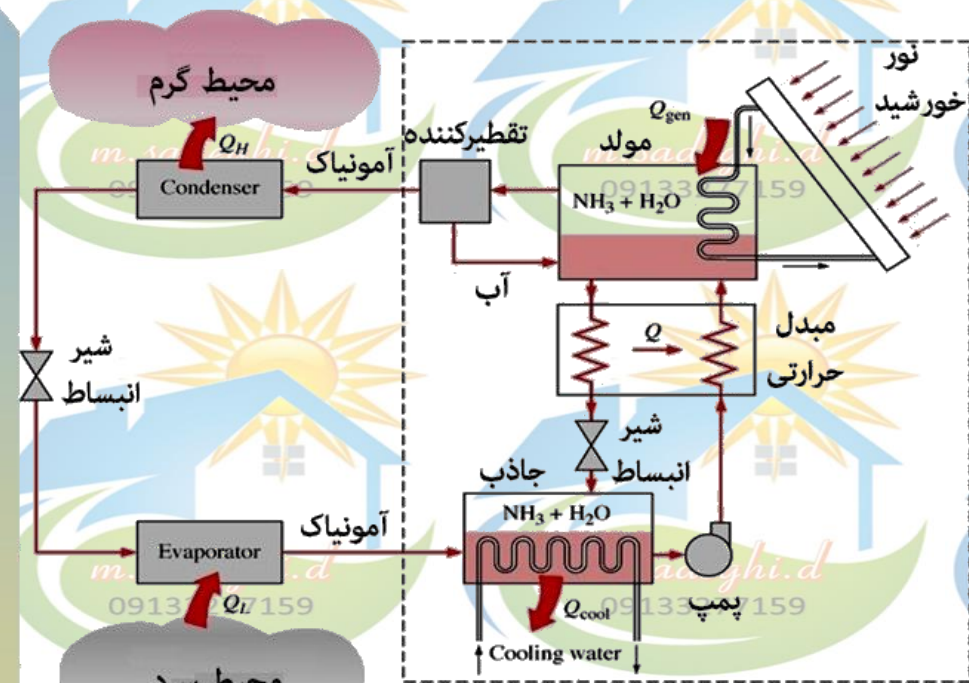 نور
خورشید
محیط گرم
Q_H
Q_gen
تقطیرکننده
مولد
آمونیاک
Condenser
NH₃ + H₂O
m.sadeghi.d
آب
Q
مبدل
حرارتی
شیر
انبساط
شیر
انبساط
جاذب
NH₃ + H₂O
آمونیاک
Evaporator
پمپ
Q_L
Q_cool
Cooling water